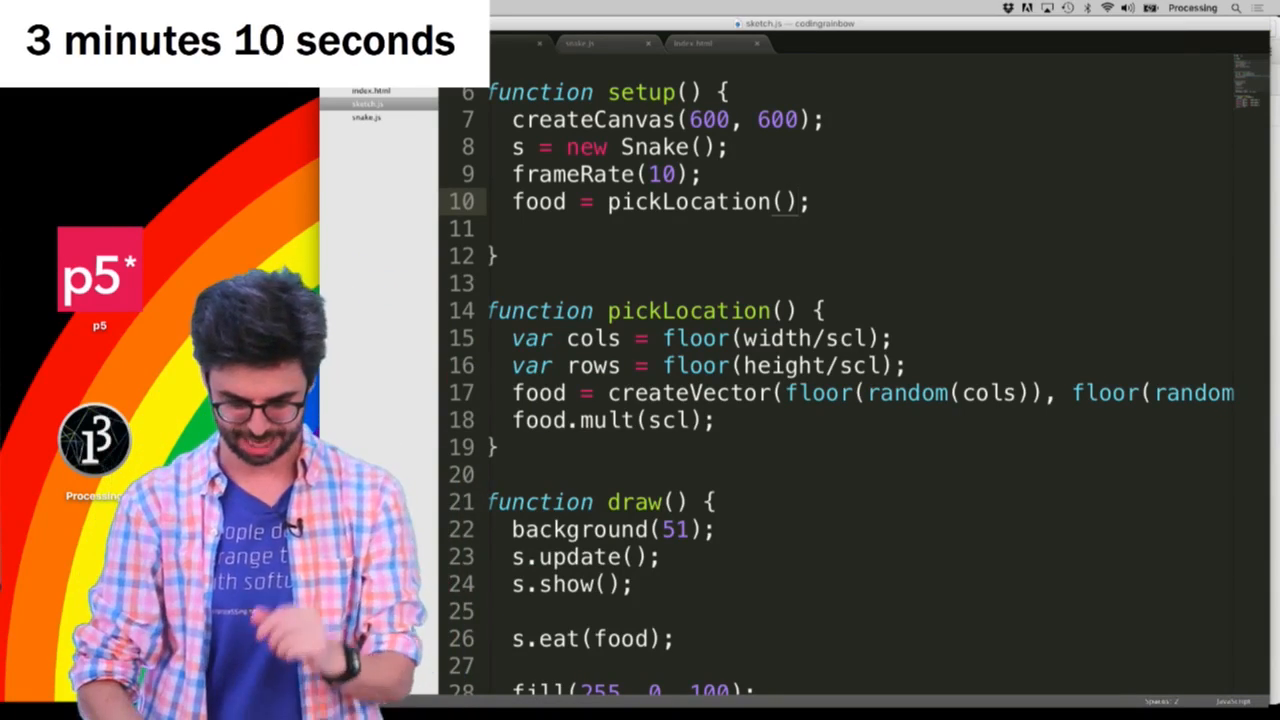 3 minutes 10 seconds
Processing
sketch.js — codingrainbow
snake.js
index.html
index.html
sketch.js
snake.js
6 function setup() {
7 createCanvas(600, 600);
8 s = new Snake();
9 frameRate(10);
10 food = pickLocation();
11
12 }
13
14 function pickLocation() {
15 var cols = floor(width/scl);
16 var rows = floor(height/scl);
17 food = createVector(floor(random(cols)), floor(random
18 food.mult(scl);
19 }
20
21 function draw() {
22 background(51);
23 s.update();
24 s.show();
25
26 s.eat(food);
27
28 fill(255, 0, 100);
p5*
p5
Processing
Spaces: 2
JavaScript